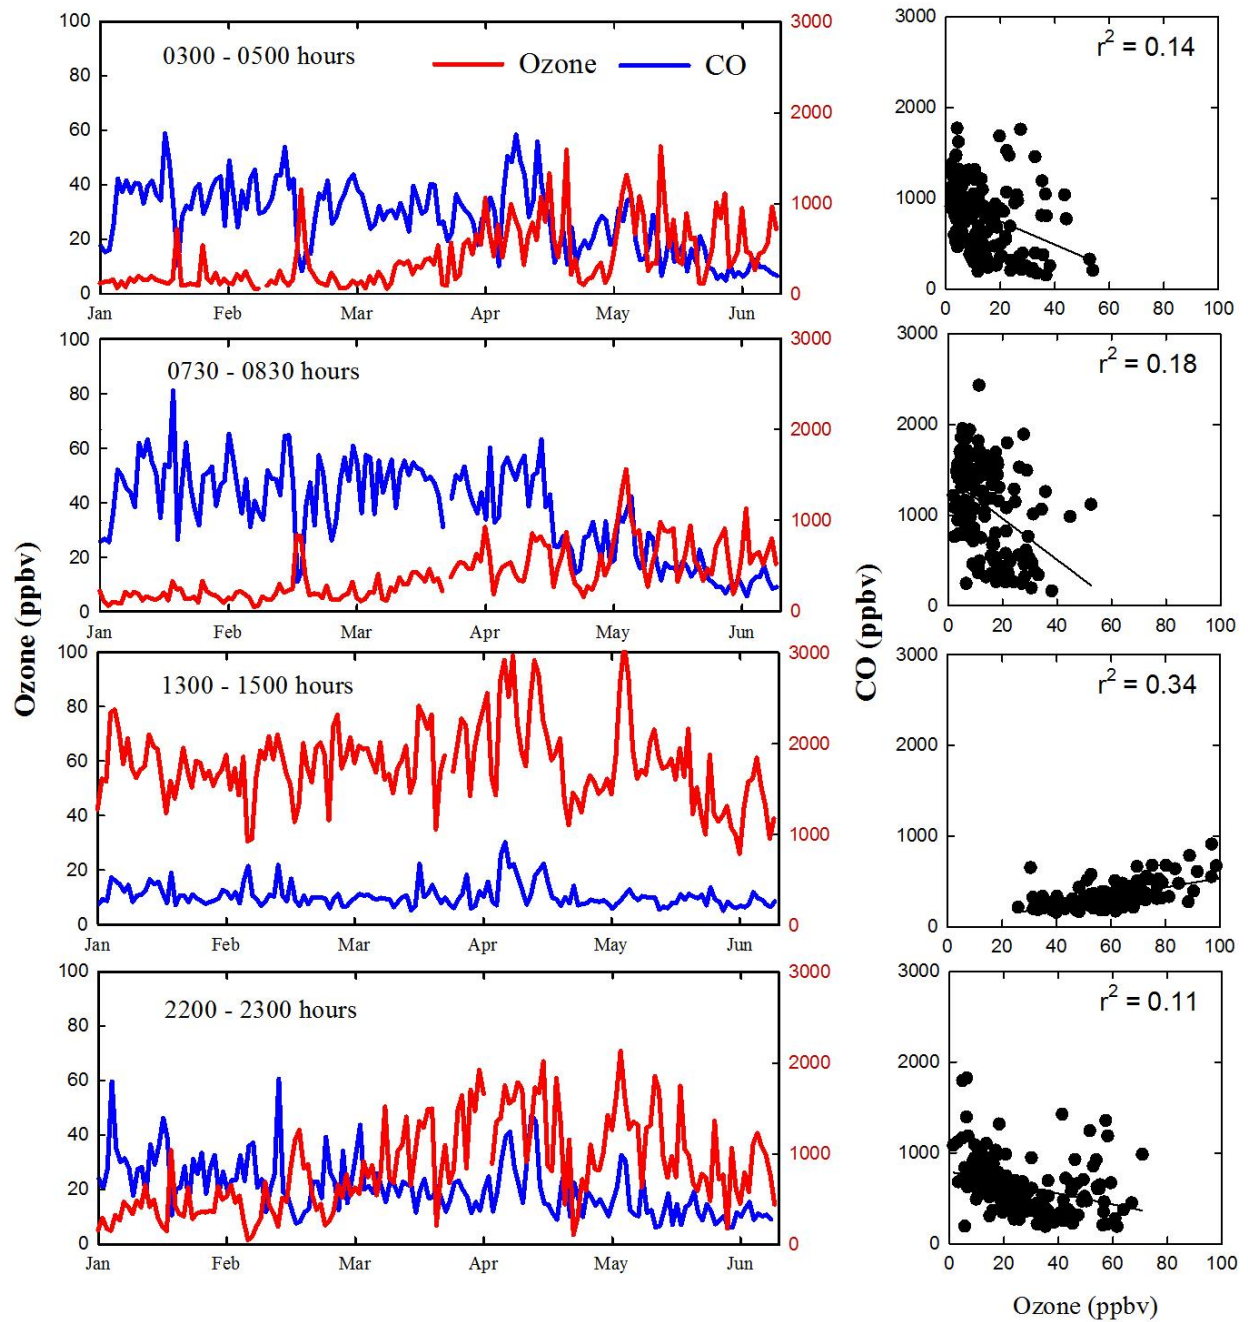 100
80
60
40
20
0
0300 - 0500 hours
Ozone
CO
3000
2000
1000
0
Jan
Feb
Mar
Apr
May
Jun
3000
2000
1000
0
r² = 0.14
0
20
40
60
80
100
100
80
60
40
20
0
0730 - 0830 hours
3000
2000
1000
0
Jan
Feb
Mar
Apr
May
Jun
3000
2000
1000
0
r² = 0.18
0
20
40
60
80
100
Ozone (ppbv)
CO (ppbv)
100
80
60
40
20
0
1300 - 1500 hours
3000
2000
1000
0
Jan
Feb
Mar
Apr
May
Jun
3000
2000
1000
0
r² = 0.34
0
20
40
60
80
100
100
80
60
40
20
0
2200 - 2300 hours
3000
2000
1000
0
Jan
Feb
Mar
Apr
May
Jun
3000
2000
1000
0
r² = 0.11
0
20
40
60
80
100
Ozone (ppbv)